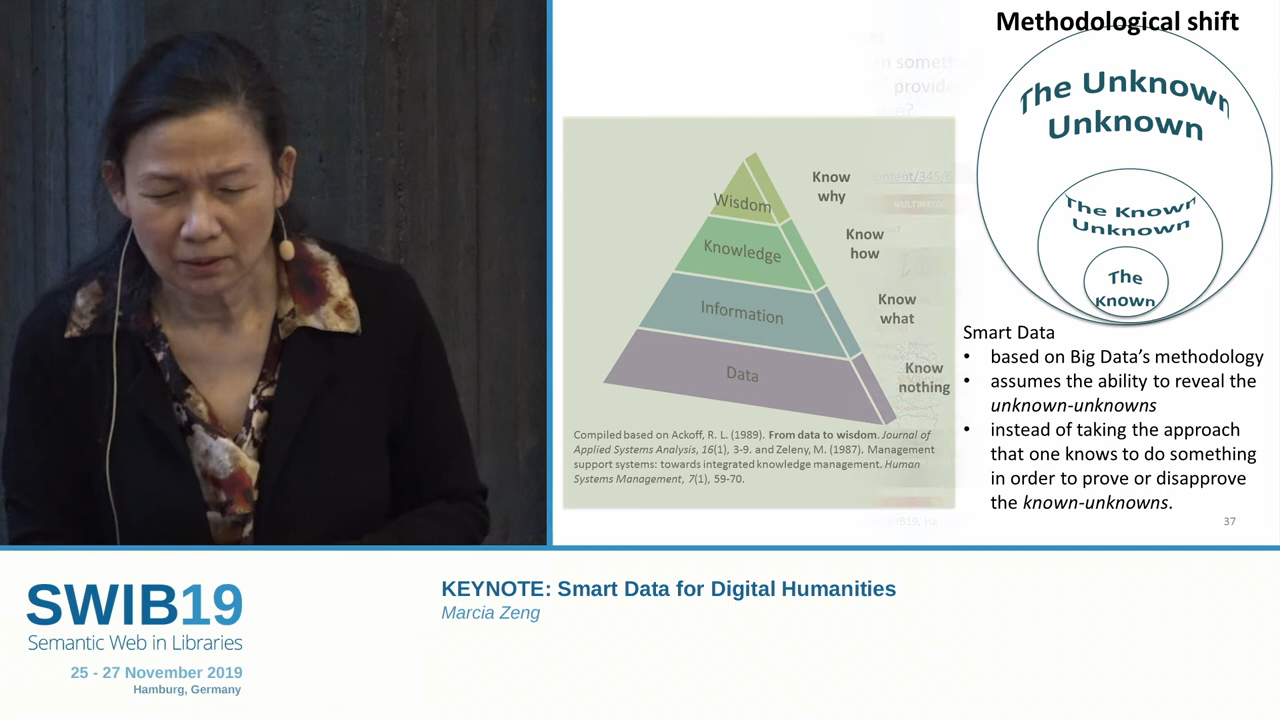 Methodological shift
The Unknown
Unknown
The Known
Unknown
The
Known
Wisdom
Knowledge
Information
Data
Know
why
Know
how
Know
what
Know
nothing
Compiled based on Ackoff, R. L. (1989). From data to wisdom. Journal of
Applied Systems Analysis, 16(1), 3-9. and Zeleny, M. (1987). Management
support systems: towards integrated knowledge management. Human
Systems Management, 7(1), 59-70.
Smart Data
• based on Big Data’s methodology
• assumes the ability to reveal the
unknown-unknowns
• instead of taking the approach
that one knows to do something
in order to prove or disapprove
the known-unknowns.
37
SWIB19
Semantic Web in Libraries
25 - 27 November 2019
Hamburg, Germany
KEYNOTE: Smart Data for Digital Humanities
Marcia Zeng